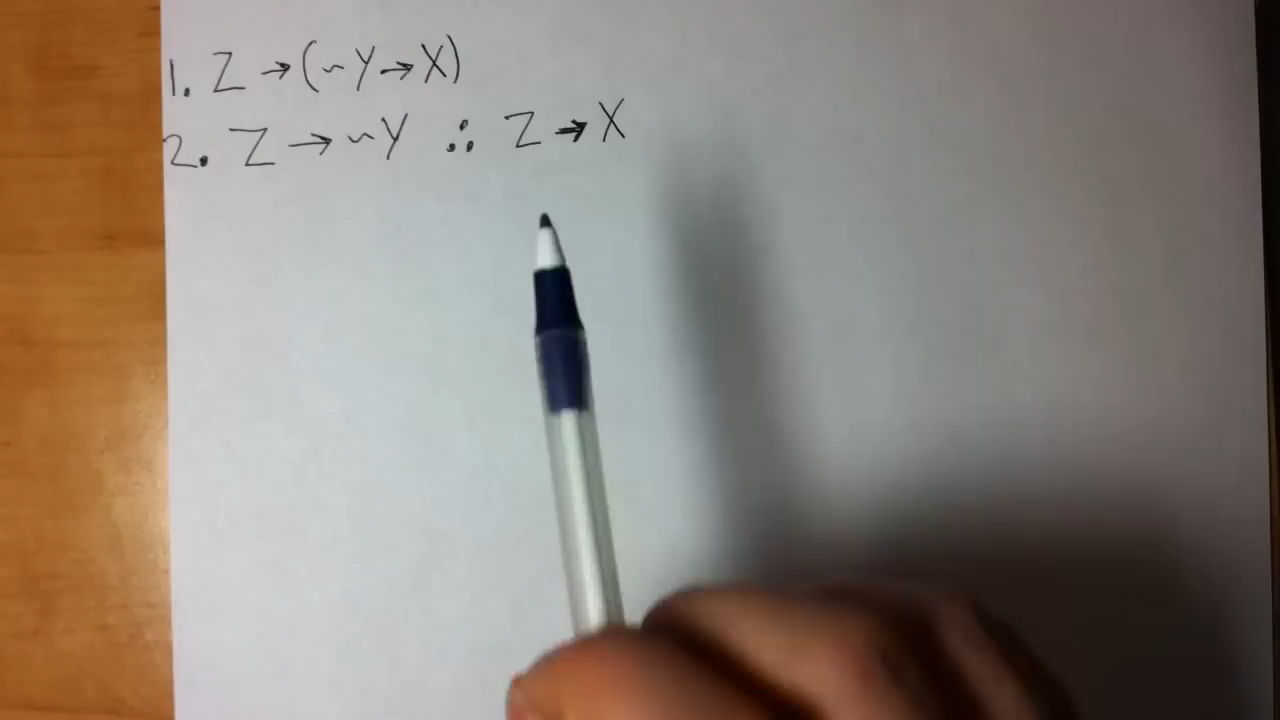 1. Z → (~Y → X)
2. Z → ~Y ∴ Z → X